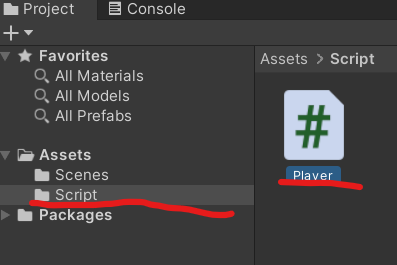 Project
Console
Favorites
All Materials
All Models
All Prefabs
Assets
Scenes
Script
Packages
Assets > Script
#
Player